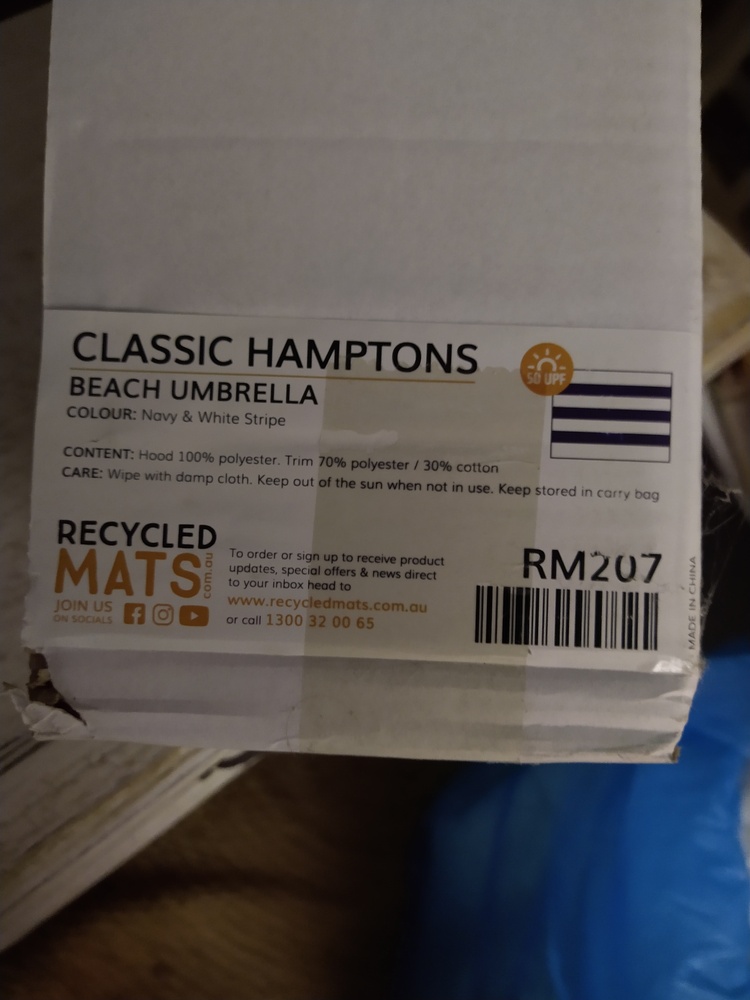 CLASSIC HAMPTONS
50 UPF
BEACH UMBRELLA
COLOUR: Navy & White Stripe
CONTENT: Hood 100% polyester. Trim 70% polyester / 30% cotton
CARE: Wipe with damp cloth. Keep out of the sun when not in use. Keep stored in carry bag
RECYCLED
MATS.com.au
JOIN US
ON SOCIALS
To order or sign up to receive product
updates, special offers & news direct
to your inbox head to
www.recycledmats.com.au
or call 1300 32 00 65
RM207
MADE IN CHINA